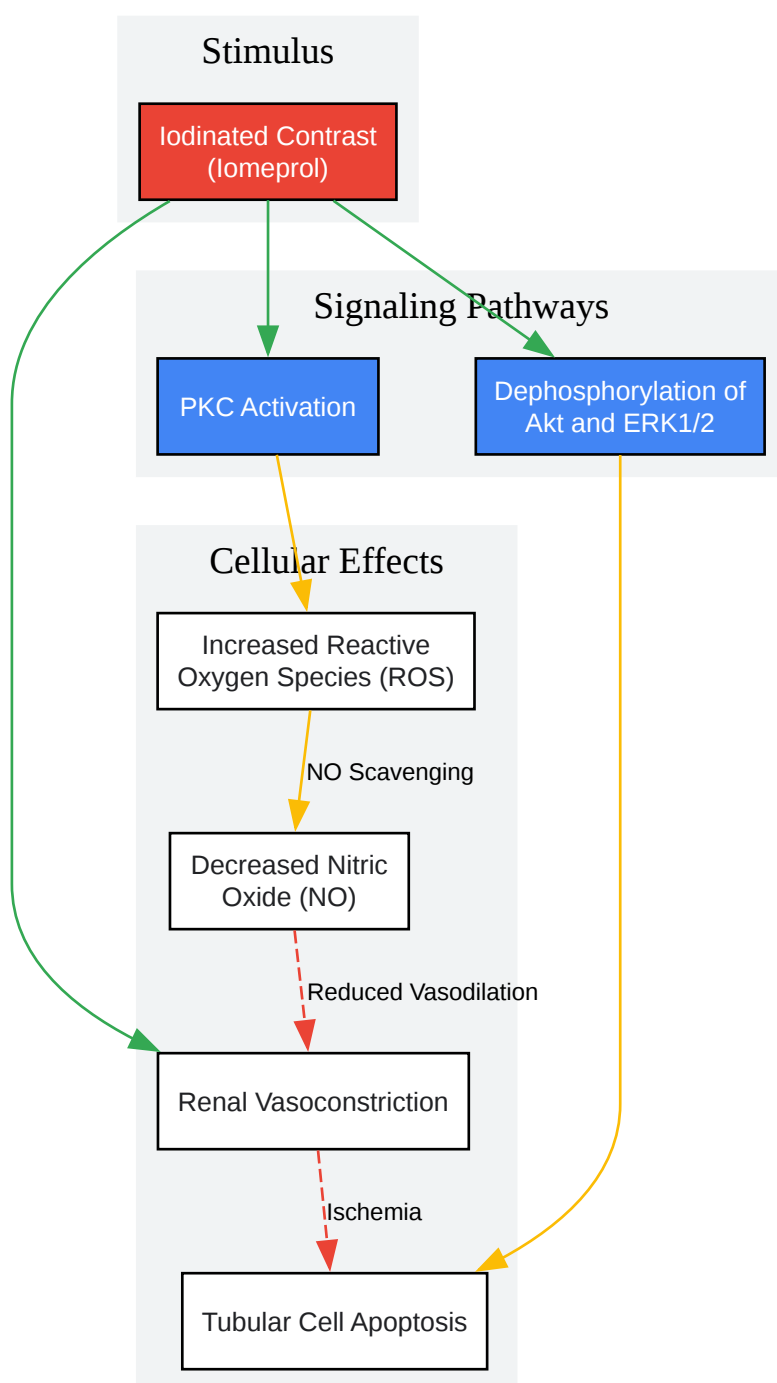 Stimulus
Iodinated Contrast
(Iomeprol)
Signaling Pathways
PKC Activation
Dephosphorylation of
Akt and ERK1/2
Cellular Effects
Increased Reactive
Oxygen Species (ROS)
NO Scavenging
Decreased Nitric
Oxide (NO)
Reduced Vasodilation
Renal Vasoconstriction
Ischemia
Tubular Cell Apoptosis